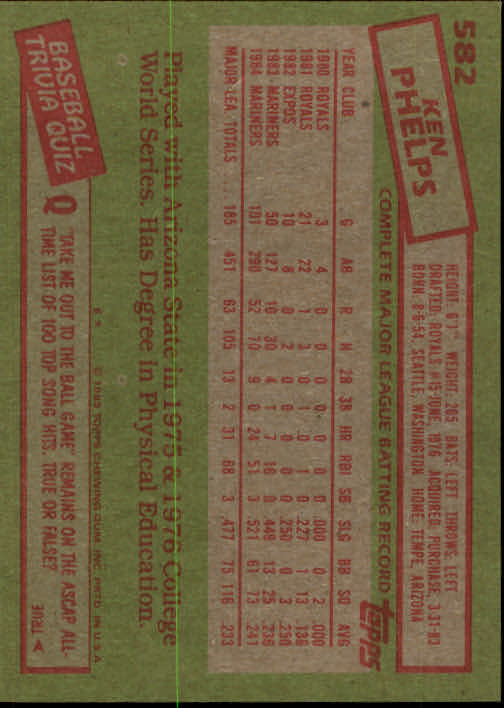 582
KEN
PHELPS
HEIGHT: 6'1" WEIGHT: 205 BATS: LEFT THROWS: LEFT
DRAFTED: ROYALS #15-JUNE, 1976 ACQUIRED: PURCHASE, 3-31-83
BORN: 8-6-54, SEATTLE, WASHINGTON HOME: TEMPE, ARIZONA
COMPLETE MAJOR LEAGUE BATTING RECORD topps
YEAR CLUB G AB R H 2B 3B HR RBI SB SLG BB SO AVG
1980 ROYALS 3 4 0 0 0 0 0 0 0 .000 0 2 .000
1981 ROYALS 21 22 1 3 0 1 0 1 0 .227 1 13 .136
1982 EXPOS 10 8 0 2 0 0 0 0 0 .250 0 3 .250
1983 MARINERS 50 127 10 30 4 1 7 16 0 .449 13 25 .236
1984 MARINERS 101 290 52 70 9 0 24 51 3 .521 61 73 .241
MAJOR LEA. TOTALS ... 185 451 63 105 13 2 31 68 3 .477 75 116 .233
Played with Arizona State in 1975 & 1976 College
World Series. Has Degree in Physical Education.
6* © 1985 TOPPS CHEWING GUM, INC. PRTD. IN U.S.A.
BASEBALL
TRIVIA QUIZ
Q "TAKE ME OUT TO THE BALL GAME" REMAINS ON THE ASCAP ALL-
TIME LIST OF 100 TOP SONG HITS. TRUE OR FALSE?
A TRUE